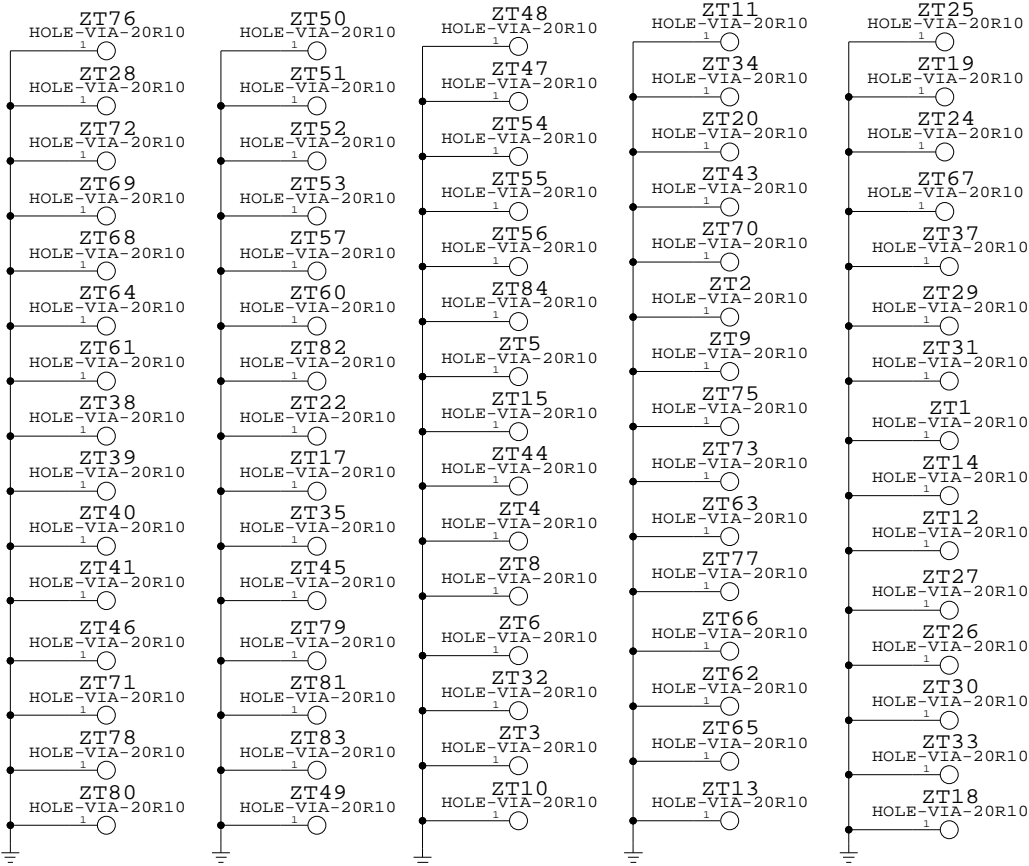 ZT76
HOLE-VIA-20R10
1
ZT28
HOLE-VIA-20R10
1
ZT72
HOLE-VIA-20R10
1
ZT69
HOLE-VIA-20R10
1
ZT68
HOLE-VIA-20R10
1
ZT64
HOLE-VIA-20R10
1
ZT61
HOLE-VIA-20R10
1
ZT38
HOLE-VIA-20R10
1
ZT39
HOLE-VIA-20R10
1
ZT40
HOLE-VIA-20R10
1
ZT41
HOLE-VIA-20R10
1
ZT46
HOLE-VIA-20R10
1
ZT71
HOLE-VIA-20R10
1
ZT78
HOLE-VIA-20R10
1
ZT80
HOLE-VIA-20R10
1
ZT50
HOLE-VIA-20R10
1
ZT51
HOLE-VIA-20R10
1
ZT52
HOLE-VIA-20R10
1
ZT53
HOLE-VIA-20R10
1
ZT57
HOLE-VIA-20R10
1
ZT60
HOLE-VIA-20R10
1
ZT82
HOLE-VIA-20R10
1
ZT22
HOLE-VIA-20R10
1
ZT17
HOLE-VIA-20R10
1
ZT35
HOLE-VIA-20R10
1
ZT45
HOLE-VIA-20R10
1
ZT79
HOLE-VIA-20R10
1
ZT81
HOLE-VIA-20R10
1
ZT83
HOLE-VIA-20R10
1
ZT49
HOLE-VIA-20R10
1
ZT48
HOLE-VIA-20R10
1
ZT47
HOLE-VIA-20R10
1
ZT54
HOLE-VIA-20R10
1
ZT55
HOLE-VIA-20R10
1
ZT56
HOLE-VIA-20R10
1
ZT84
HOLE-VIA-20R10
1
ZT5
HOLE-VIA-20R10
1
ZT15
HOLE-VIA-20R10
1
ZT44
HOLE-VIA-20R10
1
ZT4
HOLE-VIA-20R10
1
ZT8
HOLE-VIA-20R10
1
ZT6
HOLE-VIA-20R10
1
ZT32
HOLE-VIA-20R10
1
ZT3
HOLE-VIA-20R10
1
ZT10
HOLE-VIA-20R10
1
ZT11
HOLE-VIA-20R10
1
ZT34
HOLE-VIA-20R10
1
ZT20
HOLE-VIA-20R10
1
ZT43
HOLE-VIA-20R10
1
ZT70
HOLE-VIA-20R10
1
ZT2
HOLE-VIA-20R10
1
ZT9
HOLE-VIA-20R10
1
ZT75
HOLE-VIA-20R10
1
ZT73
HOLE-VIA-20R10
1
ZT63
HOLE-VIA-20R10
1
ZT77
HOLE-VIA-20R10
1
ZT66
HOLE-VIA-20R10
1
ZT62
HOLE-VIA-20R10
1
ZT65
HOLE-VIA-20R10
1
ZT13
HOLE-VIA-20R10
1
ZT25
HOLE-VIA-20R10
1
ZT19
HOLE-VIA-20R10
1
ZT24
HOLE-VIA-20R10
1
ZT67
HOLE-VIA-20R10
1
ZT37
HOLE-VIA-20R10
1
ZT29
HOLE-VIA-20R10
1
ZT31
HOLE-VIA-20R10
1
ZT1
HOLE-VIA-20R10
1
ZT14
HOLE-VIA-20R10
1
ZT12
HOLE-VIA-20R10
1
ZT27
HOLE-VIA-20R10
1
ZT26
HOLE-VIA-20R10
1
ZT30
HOLE-VIA-20R10
1
ZT33
HOLE-VIA-20R10
1
ZT18
HOLE-VIA-20R10
1